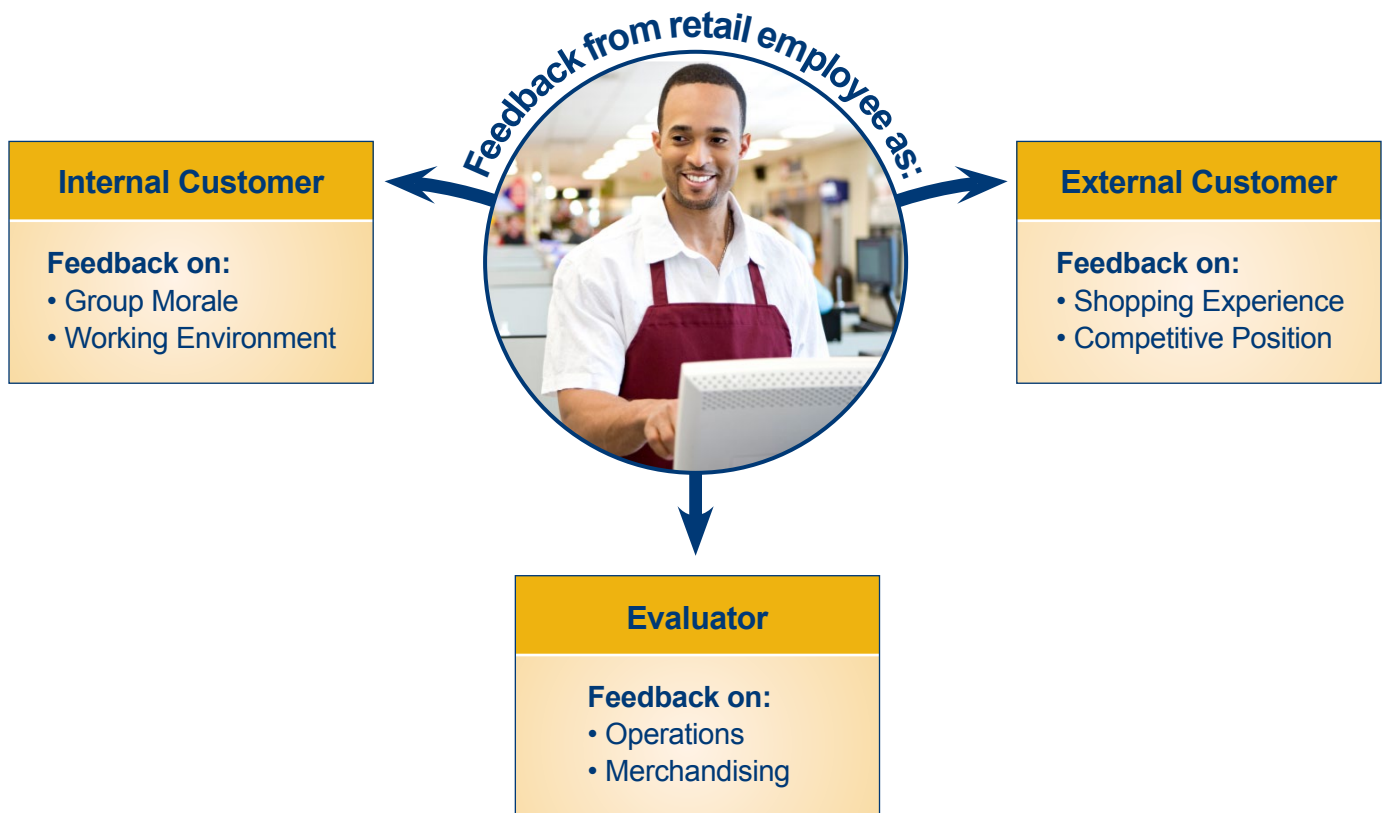 Feedback from retail employee as:
Internal Customer
Feedback on:
• Group Morale
• Working Environment
External Customer
Feedback on:
• Shopping Experience
• Competitive Position
Evaluator
Feedback on:
• Operations
• Merchandising